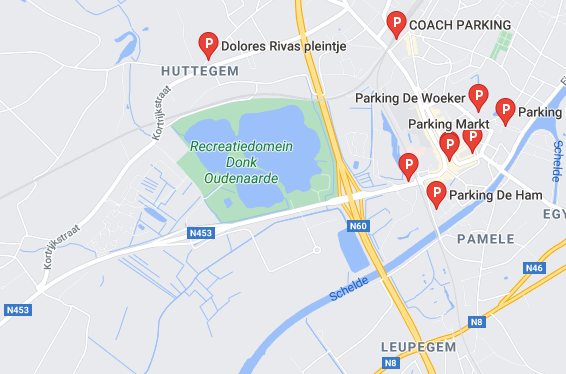 COACH PARKING
Dolores Rivas pleintje
HUTTEGEM
Parking De Woeker
Parking
Kortrijkstraat
Parking Markt
Recreatiedomein
Donk
Oudenaarde
Schelde
Parking De Ham
EGY
N60
N453
Kortrijkstraat
PAMELE
N46
Schelde
N453
N8
LEUPEGEM
N8